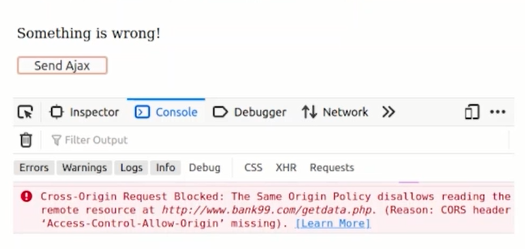 Something is wrong!
Send Ajax
Inspector Console Debugger Network
Filter Output
Errors Warnings Logs Info Debug CSS XHR Requests
Cross-Origin Request Blocked: The Same Origin Policy disallows reading the
remote resource at http://www.bank99.com/getdata.php. (Reason: CORS header
‘Access-Control-Allow-Origin’ missing). [Learn More]